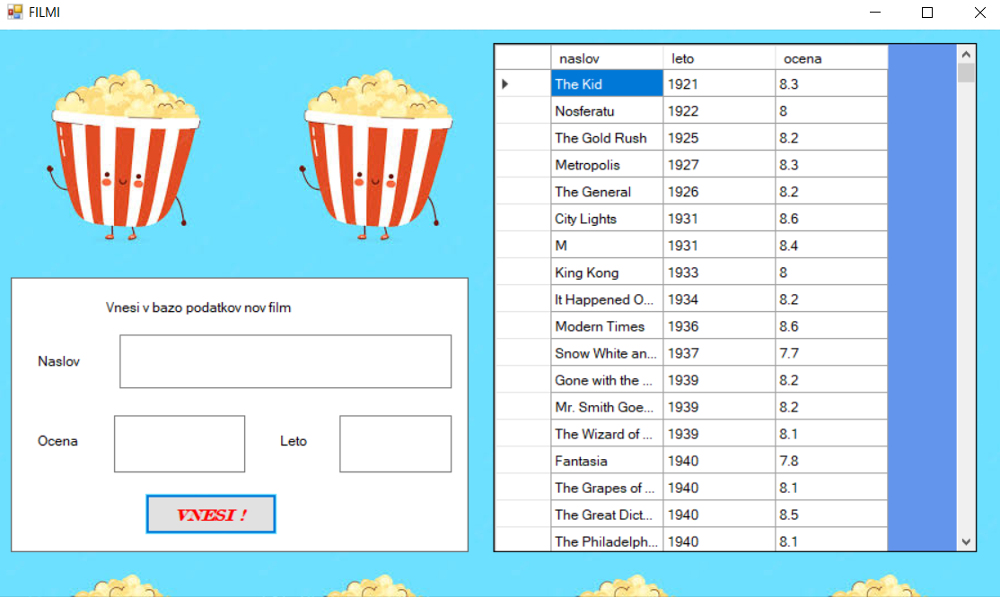 FILMI
Vnesi v bazo podatkov nov film
Naslov
Ocena Leto
VNESI !
naslov leto ocena
The Kid 1921 8.3
Nosferatu 1922 8
The Gold Rush 1925 8.2
Metropolis 1927 8.3
The General 1926 8.2
City Lights 1931 8.6
M 1931 8.4
King Kong 1933 8
It Happened O... 1934 8.2
Modern Times 1936 8.6
Snow White an... 1937 7.7
Gone with the ... 1939 8.2
Mr. Smith Goe... 1939 8.2
The Wizard of ... 1939 8.1
Fantasia 1940 7.8
The Grapes of ... 1940 8.1
The Great Dict... 1940 8.5
The Philadelph... 1940 8.1